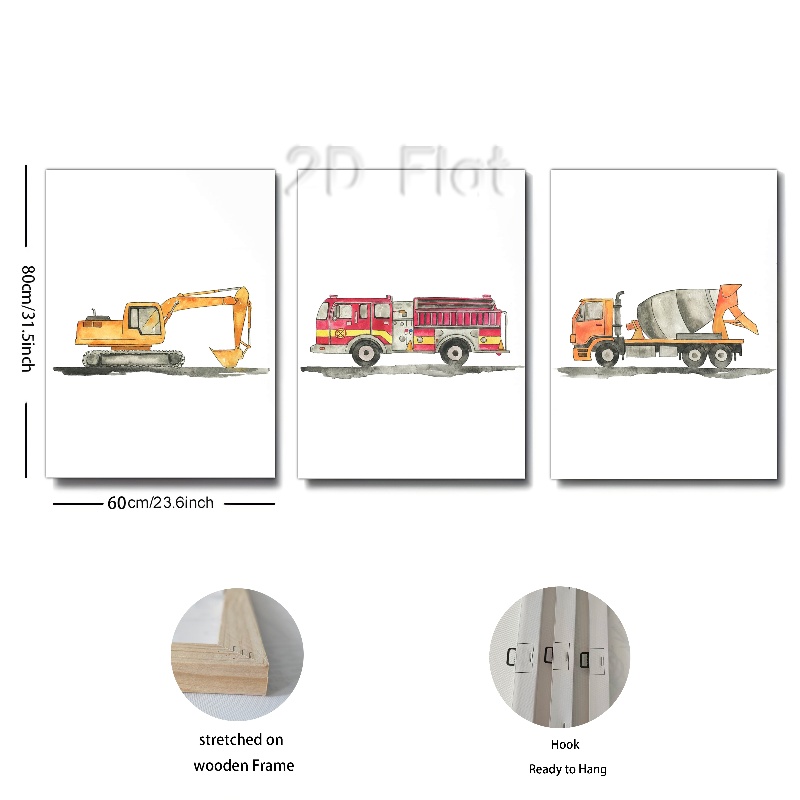 2D Flat
80cm/31.5inch
60cm/23.6inch
stretched on
wooden Frame
Hook
Ready to Hang